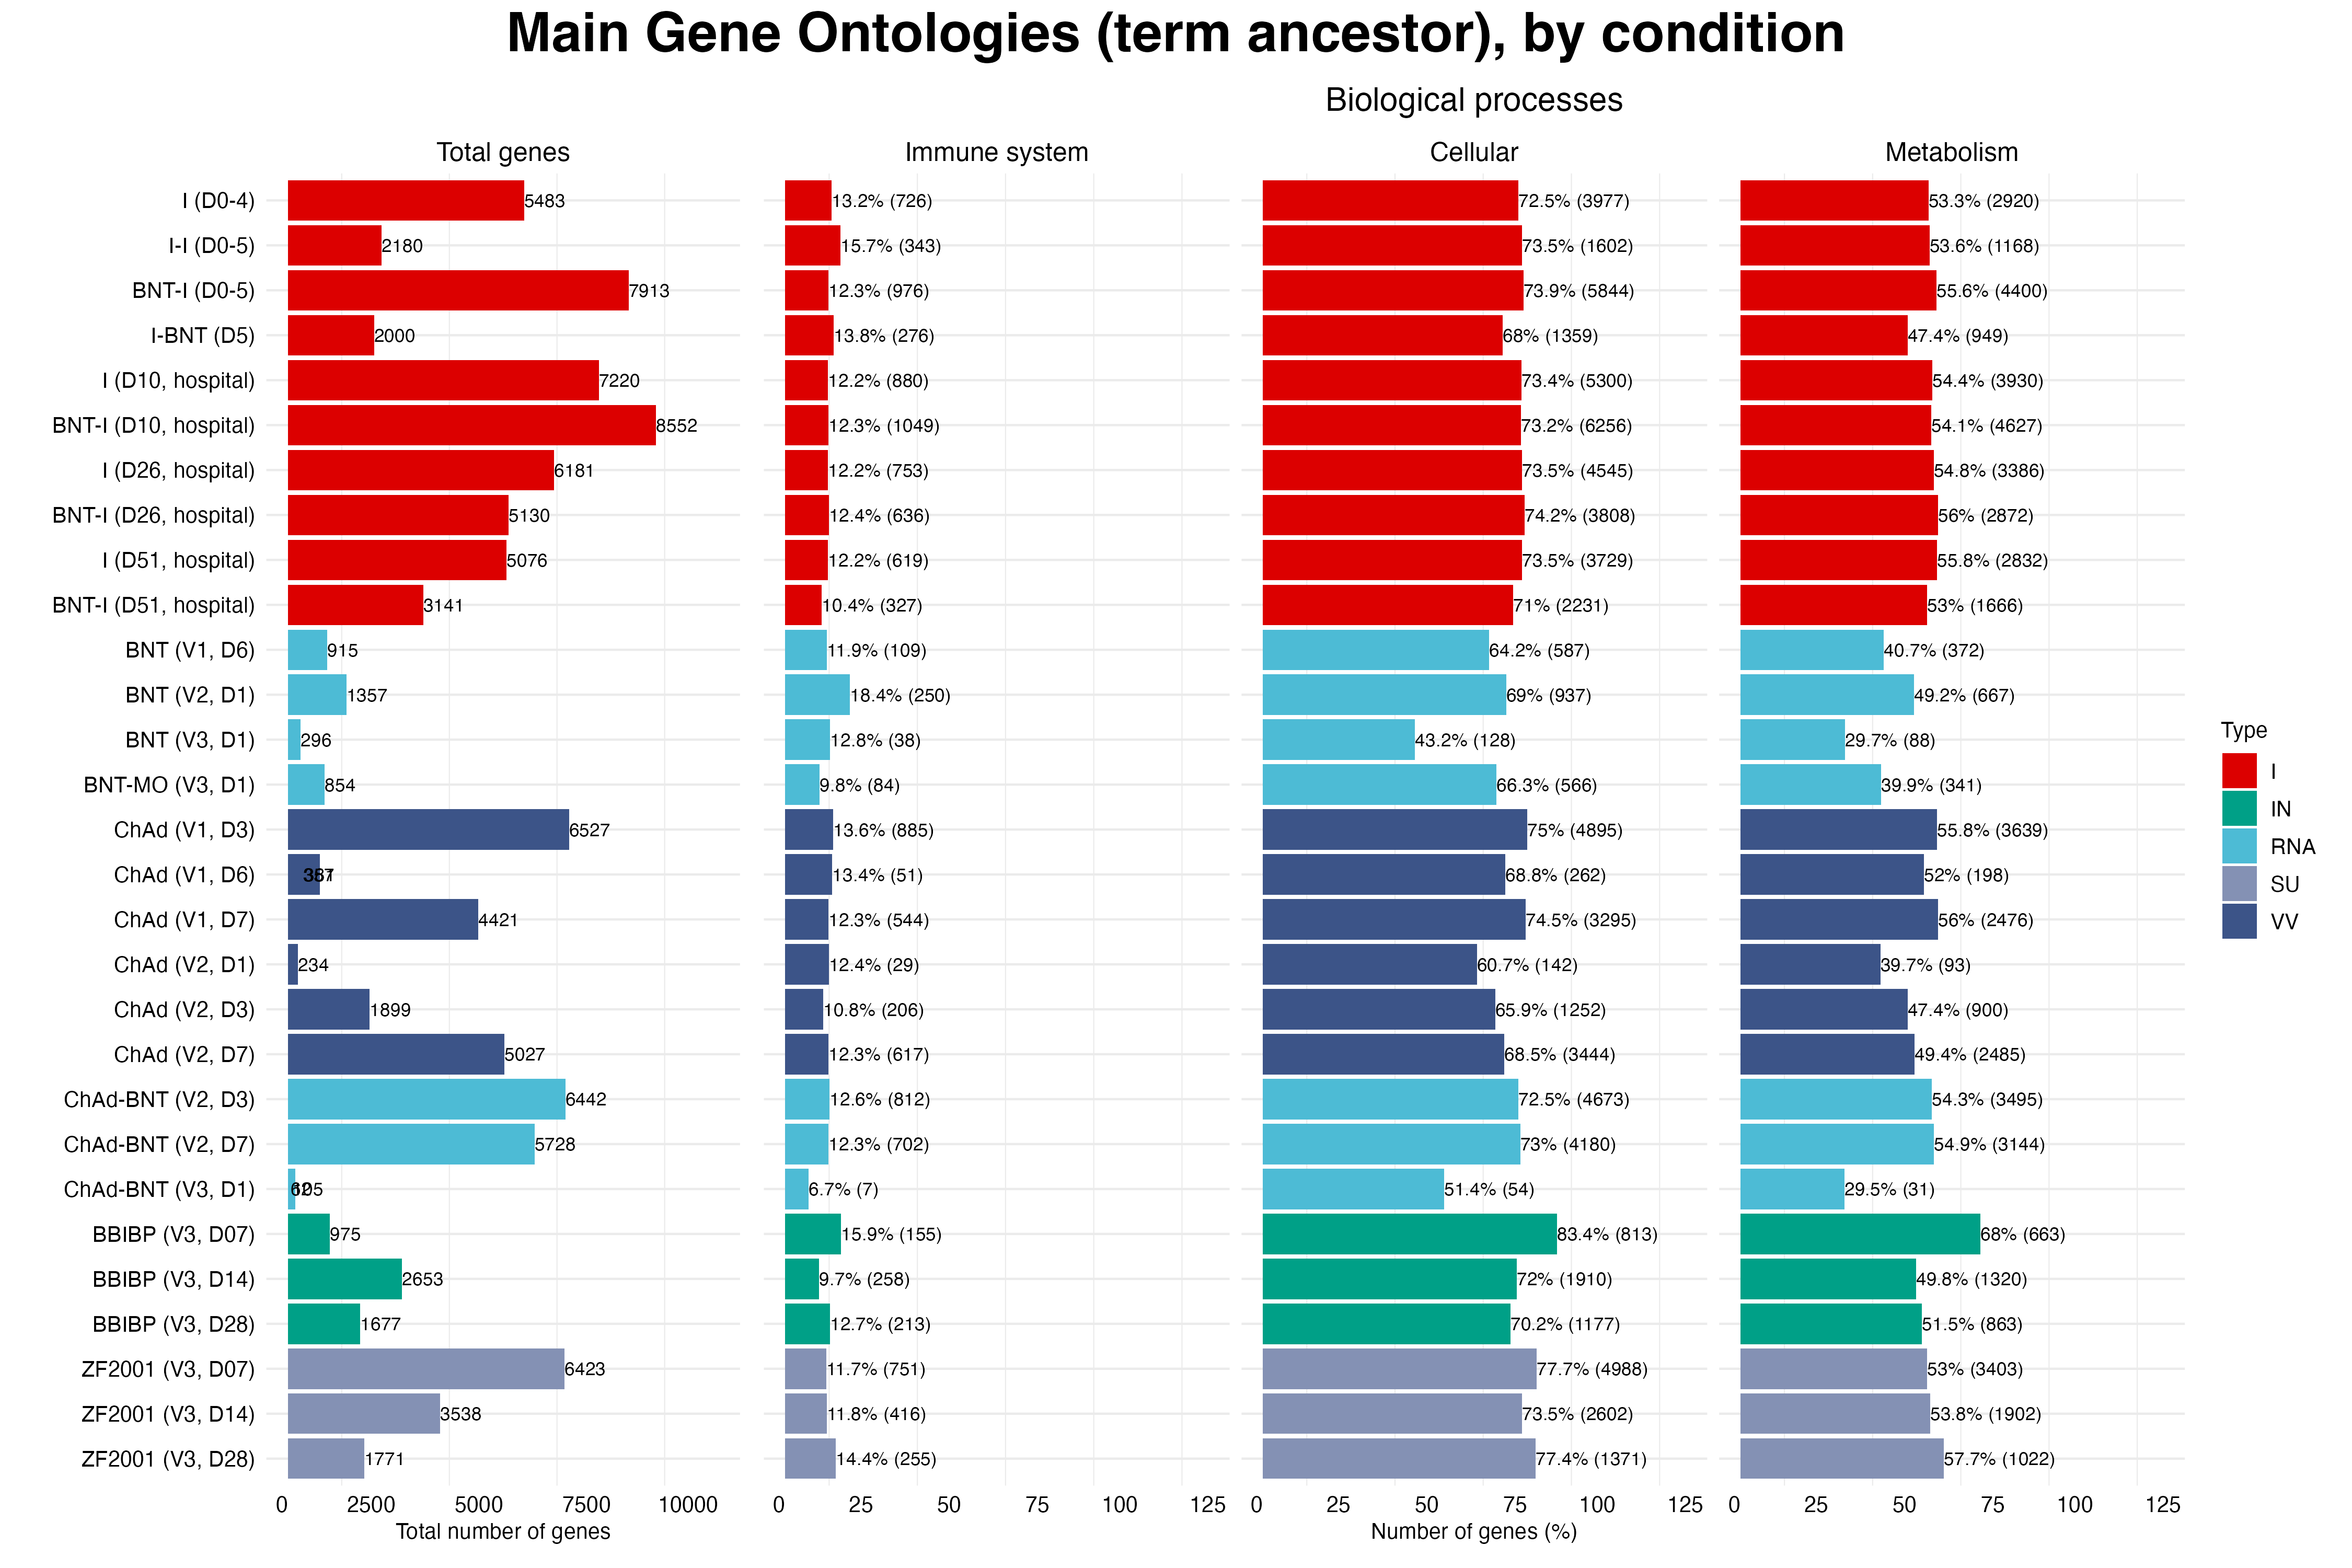 Main Gene Ontologies (term ancestor), by condition
Biological processes
Total genes Immune system Cellular Metabolism
I (D0-4) 5483 13.2% (726) 72.5% (3977) 53.3% (2920)
I-I (D0-5) 2180 15.7% (343) 73.5% (1602) 53.6% (1168)
BNT-I (D0-5) 7913 12.3% (976) 73.9% (5844) 55.6% (4400)
I-BNT (D5) 2000 13.8% (276) 68% (1359) 47.4% (949)
I (D10, hospital) 7220 12.2% (880) 73.4% (5300) 54.4% (3930)
BNT-I (D10, hospital) 8552 12.3% (1049) 73.2% (6256) 54.1% (4627)
I (D26, hospital) 6181 12.2% (753) 73.5% (4545) 54.8% (3386)
BNT-I (D26, hospital) 5130 12.4% (636) 74.2% (3808) 56% (2872)
I (D51, hospital) 5076 12.2% (619) 73.5% (3729) 55.8% (2832)
BNT-I (D51, hospital) 3141 10.4% (327) 71% (2231) 53% (1666)
BNT (V1, D6) 915 11.9% (109) 64.2% (587) 40.7% (372)
BNT (V2, D1) 1357 18.4% (250) 69% (937) 49.2% (667)
BNT (V3, D1) 296 12.8% (38) 43.2% (128) 29.7% (88)
BNT-MO (V3, D1) 854 9.8% (84) 66.3% (566) 39.9% (341)
ChAd (V1, D3) 6527 13.6% (885) 75% (4895) 55.8% (3639)
ChAd (V1, D6) 13.4% (51) 68.8% (262) 52% (198)
ChAd (V1, D7) 4421 12.3% (544) 74.5% (3295) 56% (2476)
ChAd (V2, D1) 234 12.4% (29) 60.7% (142) 39.7% (93)
ChAd (V2, D3) 1899 10.8% (206) 65.9% (1252) 47.4% (900)
ChAd (V2, D7) 5027 12.3% (617) 68.5% (3444) 49.4% (2485)
ChAd-BNT (V2, D3) 6442 12.6% (812) 72.5% (4673) 54.3% (3495)
ChAd-BNT (V2, D7) 5728 12.3% (702) 73% (4180) 54.9% (3144)
ChAd-BNT (V3, D1) 6.7% (7) 51.4% (54) 29.5% (31)
BBIBP (V3, D07) 975 15.9% (155) 83.4% (813) 68% (663)
BBIBP (V3, D14) 2653 9.7% (258) 72% (1910) 49.8% (1320)
BBIBP (V3, D28) 1677 12.7% (213) 70.2% (1177) 51.5% (863)
ZF2001 (V3, D07) 6423 11.7% (751) 77.7% (4988) 53% (3403)
ZF2001 (V3, D14) 3538 11.8% (416) 73.5% (2602) 53.8% (1902)
ZF2001 (V3, D28) 1771 14.4% (255) 77.4% (1371) 57.7% (1022)
0 2500 5000 7500 10000 0 25 50 75 100 125 0 25 50 75 100 125 0 25 50 75 100 125
Total number of genes Number of genes (%)
Type
I
IN
RNA
SU
VV